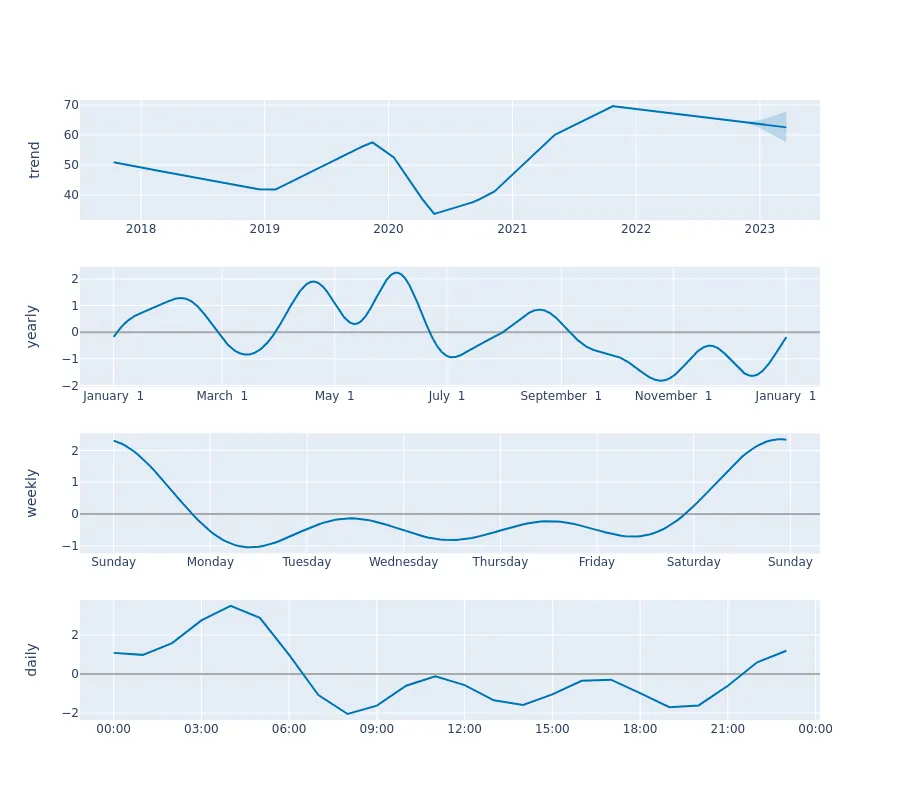 trend
70
60
50
40
2018 2019 2020 2021 2022 2023
yearly
2
1
0
−1
−2
January 1 March 1 May 1 July 1 September 1 November 1 January 1
weekly
2
1
0
−1
Sunday Monday Tuesday Wednesday Thursday Friday Saturday Sunday
daily
2
0
−2
00:00 03:00 06:00 09:00 12:00 15:00 18:00 21:00 00:00